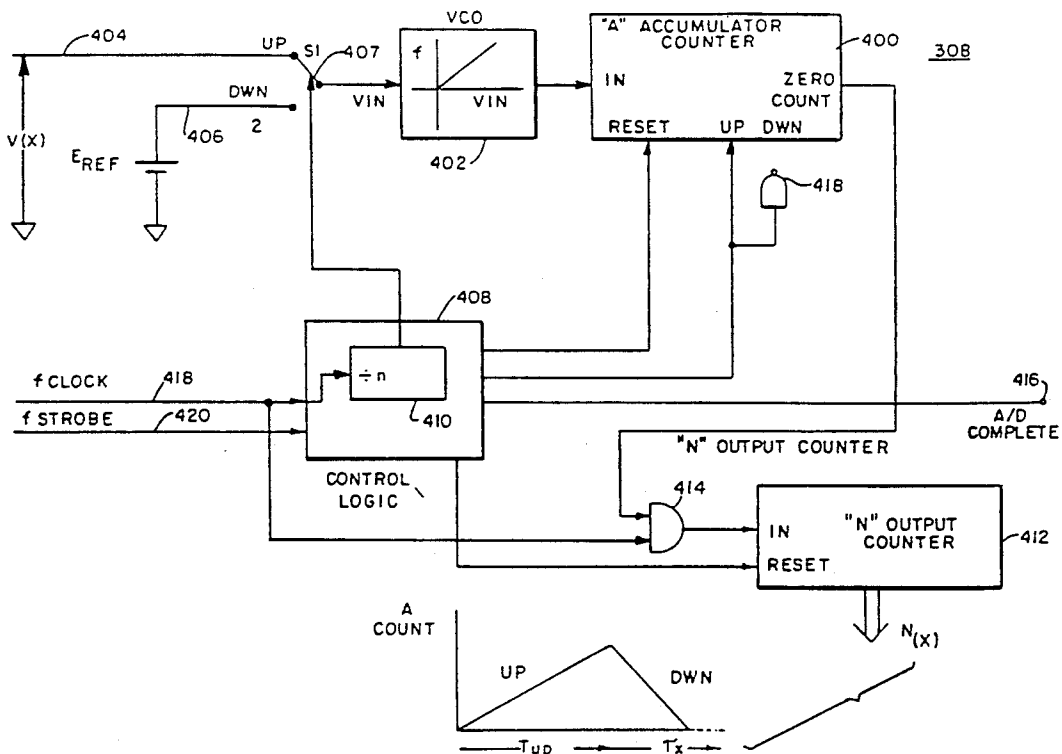 VCO
"A" ACCUMULATOR
COUNTER
308
404
UP
S1
407
f
400
IN
ZERO
COUNT
VIN
VIN
DWN
2
406
V(X)
E REF
402
RESET
UP DWN
418
408
÷ n
410
f CLOCK
418
f STROBE
420
416
A/D
COMPLETE
"N" OUTPUT COUNTER
CONTROL
LOGIC
414
IN
"N" OUTPUT
COUNTER
412
RESET
A
COUNT
N(X)
UP
DWN
TUP
TX